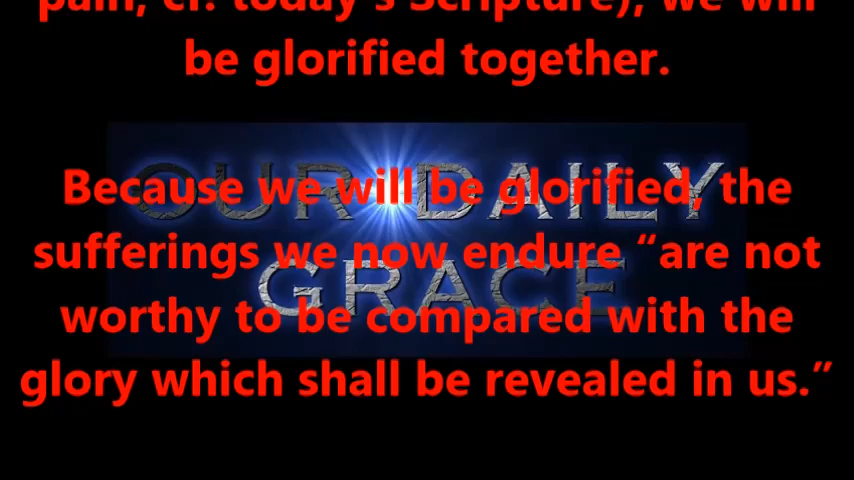 pain, cf. today's Scripture), we will
be glorified together.
OUR DAILY
GRACE
Because we will be glorified, the
sufferings we now endure “are not
worthy to be compared with the
glory which shall be revealed in us.”